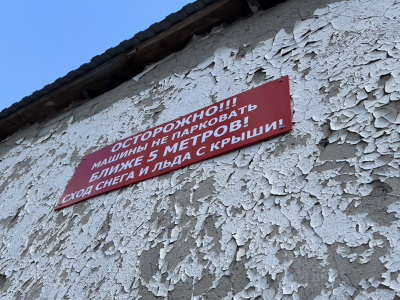 ОСТОРОЖНО!!!
МАШИНЫ НЕ ПАРКОВАТЬ
БЛИЖЕ 5 МЕТРОВ!
СХОД СНЕГА И ЛЬДА С КРЫШИ!